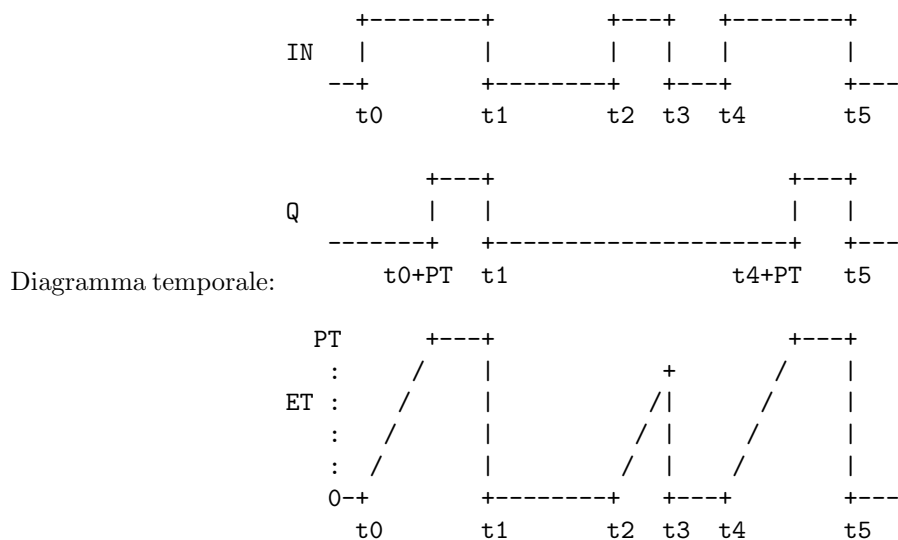 +--------+        +---+   +--------+
    IN    |        |        |   |   |        |
        --+        +--------+   +---+        +---
          t0       t1       t2  t3  t4       t5
               +---+                     +---+
    Q          |   |                     |   |
        -------+   +---------------------+   +---
Diagramma temporale:
            t0+PT  t1               t4+PT    t5
       PT      +---+                     +---+
        :     /    |            +       /    |
    ET :     /     |           /|      /     |
        :   /      |          / |     /      |
        :  /       |         /  |    /       |
        0-+        +--------+   +---+        +---
          t0       t1       t2  t3  t4       t5